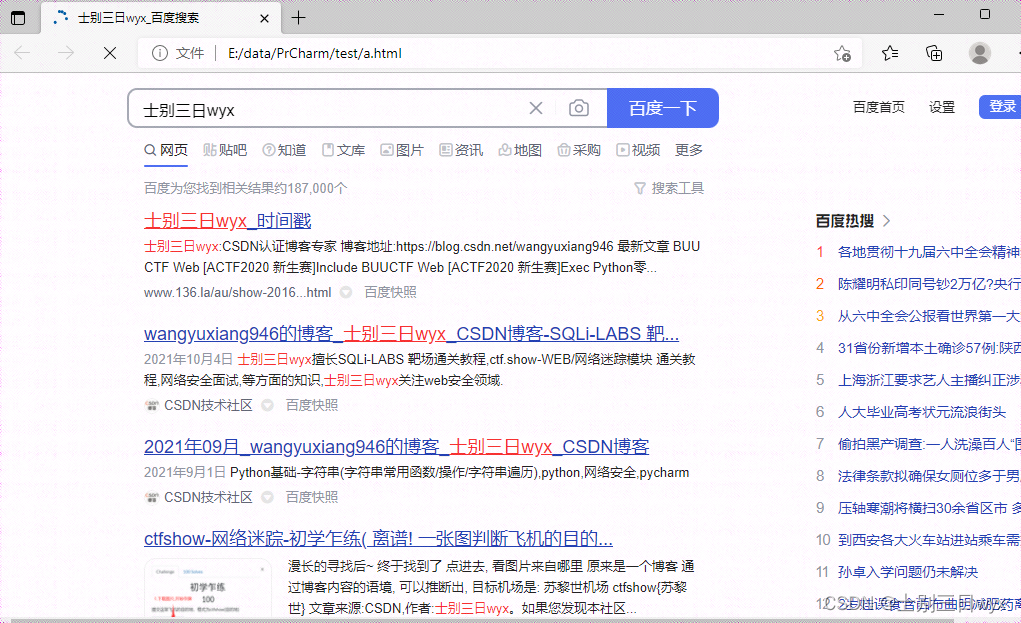 士别三日wyx_百度搜索
文件 E:/data/PrCharm/test/a.html
士别三日wyx 百度一下 百度首页 设置 登录
网页 贴吧 知道 文库 图片 资讯 地图 采购 视频 更多
百度为您找到相关结果约187,000个 搜索工具
士别三日wyx_时间戳
士别三日wyx:CSDN认证博客专家 博客地址:https://blog.csdn.net/wangyuxiang946 最新文章 BUU
CTF Web [ACTF2020 新生赛]Include BUUCTF Web [ACTF2020 新生赛]Exec Python零...
www.136.la/au/show-2016...html 百度快照
wangyuxiang946的博客_士别三日wyx_CSDN博客-SQLi-LABS 靶...
2021年10月4日 士别三日wyx擅长SQLi-LABS 靶场通关教程,ctf.show-WEB/网络迷踪模块 通关教
程,网络安全面试,等方面的知识,士别三日wyx关注web安全领域.
CSDN技术社区 百度快照
2021年09月_wangyuxiang946的博客_士别三日wyx_CSDN博客
2021年9月1日 Python基础-字符串(字符串常用函数/操作/字符串遍历),python,网络安全,pycharm
CSDN技术社区 百度快照
ctfshow-网络迷踪-初学乍练( 离谱! 一张图判断飞机的目的...
初学乍练
100
漫长的寻找后~ 终于找到了 点进去, 看图片来自哪里 原来是一个博客 通
过博客内容的语境, 可以推断出, 目标机场是: 苏黎世机场 ctfshow{苏黎
世} 文章来源:CSDN,作者:士别三日wyx。如果您发现本社区...
百度热搜
1 各地贯彻十九届六中全会精神
2 陈耀明私印同号钞2万亿?央行
3 从六中全会公报看世界第一大
4 31省份新增本土确诊57例:陕西
5 上海浙江要求艺人主播纠正涉
6 人大毕业高考状元流浪街头
7 偷拍黑产调查:一人洗澡百人“围
8 法律条款拟确保女厕位多于男
9 压轴寒潮将横扫30余省区市 多
10 到西安各大火车站进站乘车需
11 孙卓入学问题仍未解决
12
CSDN @士别三日wyx